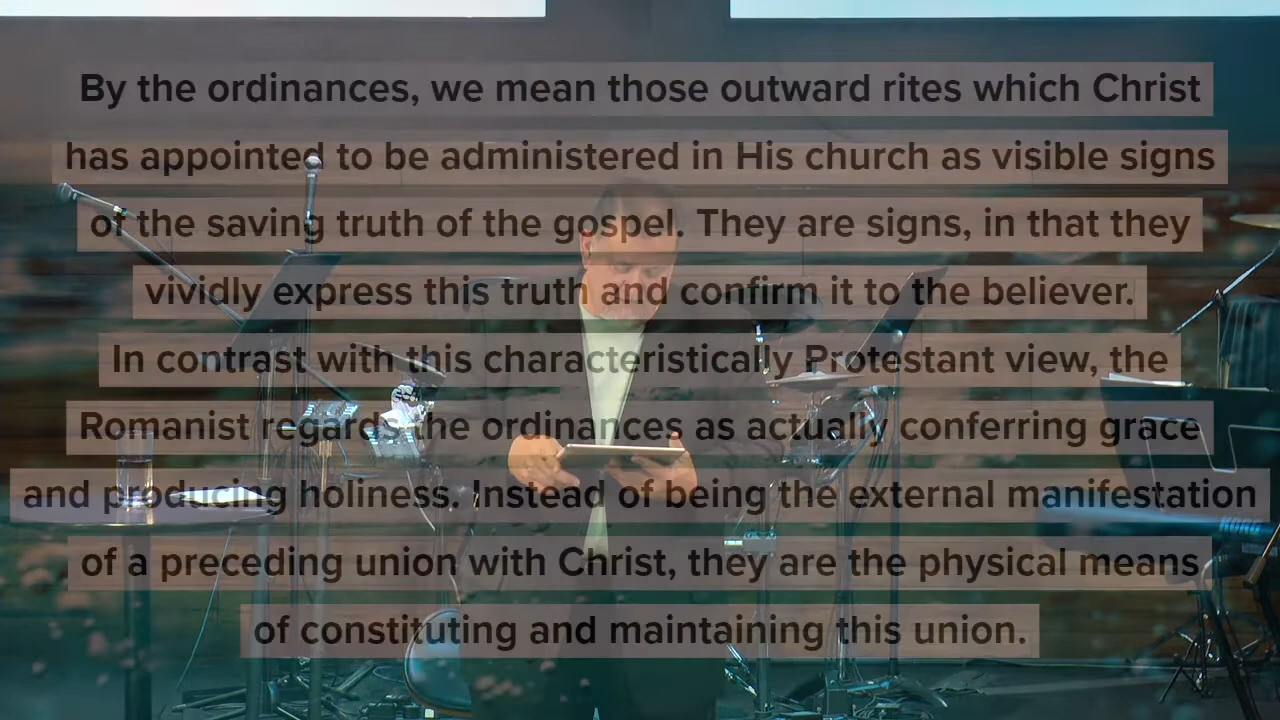 By the ordinances, we mean those outward rites which Christ
has appointed to be administered in His church as visible signs
of the saving truth of the gospel. They are signs, in that they
vividly express this truth and confirm it to the believer.
In contrast with this characteristically Protestant view, the
Romanist regards the ordinances as actually conferring grace
and producing holiness. Instead of being the external manifestation
of a preceding union with Christ, they are the physical means
of constituting and maintaining this union.